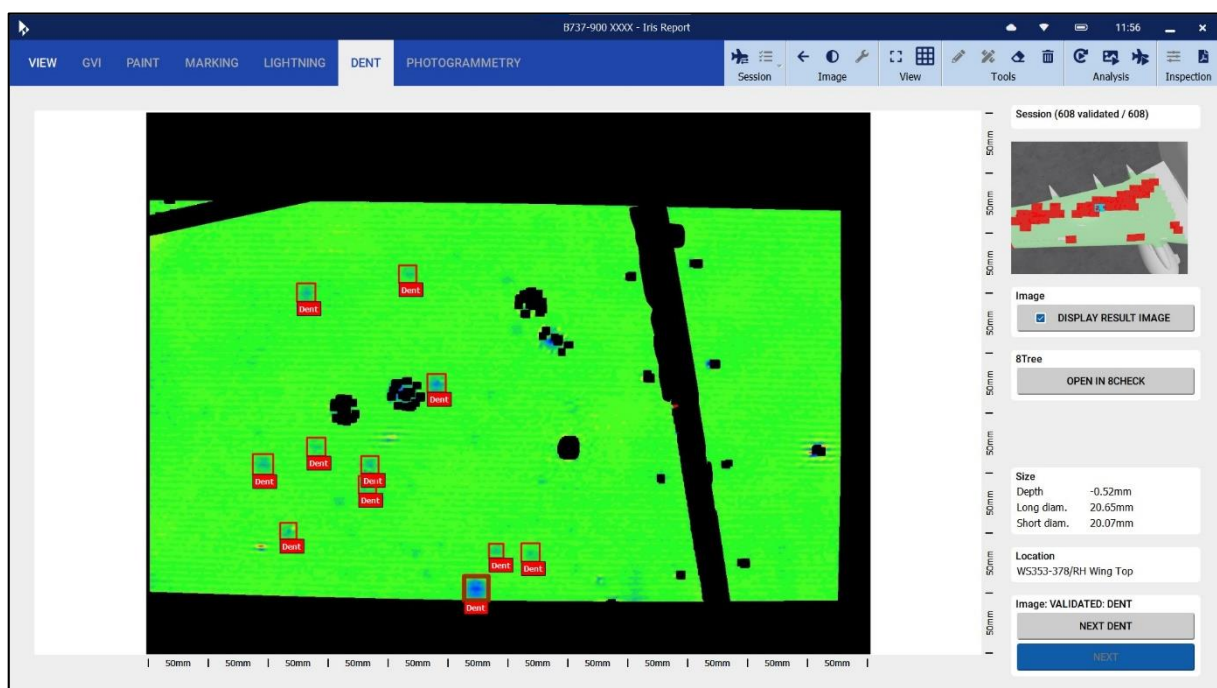 B737-900 XXXX - Iris Report
11:56
VIEW GVI PAINT MARKING LIGHTNING DENT PHOTOGRAMMETRY
Session Image View Tools Analysis Inspection
Session (608 validated / 608)
50mm
50mm
50mm
50mm
50mm
50mm
50mm
50mm
50mm
Dent
Dent
Dent
Dent
Dent
Dent
Dent
Dent
Dent
Dent
Dent
50mm 50mm 50mm 50mm 50mm 50mm 50mm 50mm 50mm 50mm 50mm 50mm
Image
DISPLAY RESULT IMAGE
8Tree
OPEN IN 8CHECK
Size
Depth -0.52mm
Long diam. 20.65mm
Short diam. 20.07mm
Location
WS353-378/RH Wing Top
Image: VALIDATED: DENT
NEXT DENT
NEXT